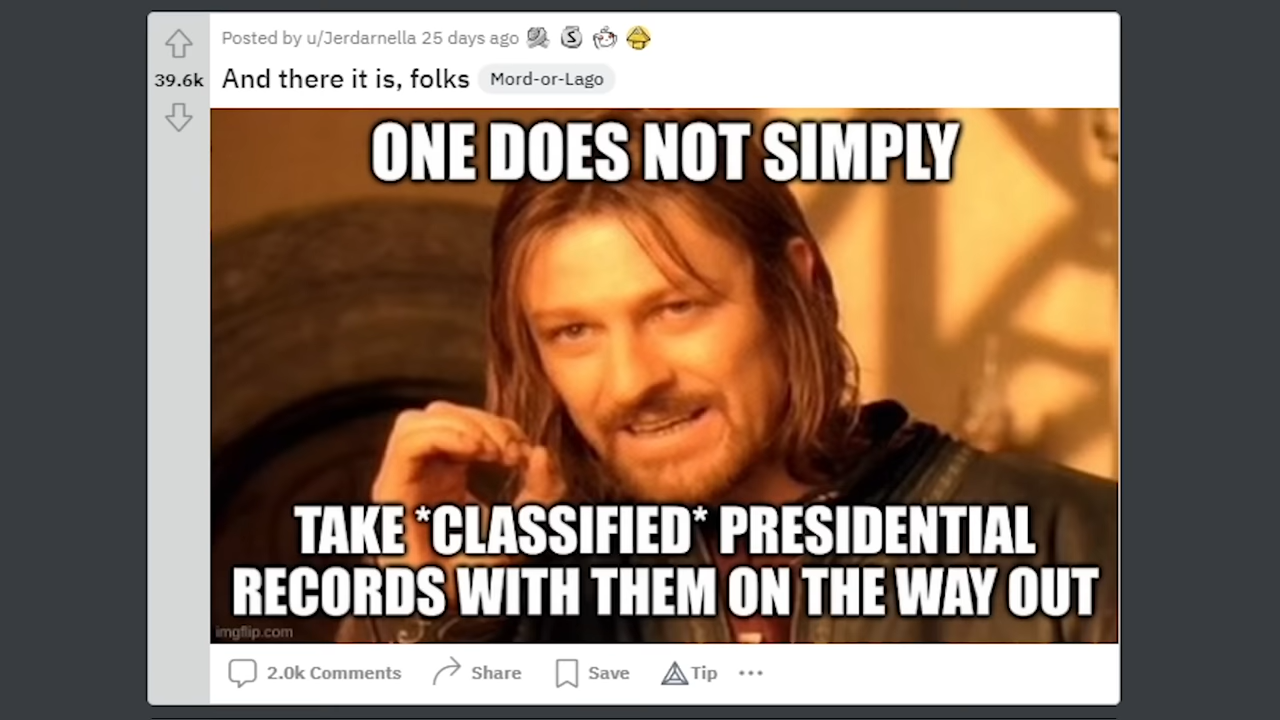 Posted by u/Jerdarnella 25 days ago
39.6k
And there it is, folks Mord-or-Lago
ONE DOES NOT SIMPLY
TAKE *CLASSIFIED* PRESIDENTIAL
RECORDS WITH THEM ON THE WAY OUT
imgflip.com
2.0k Comments Share Save Tip